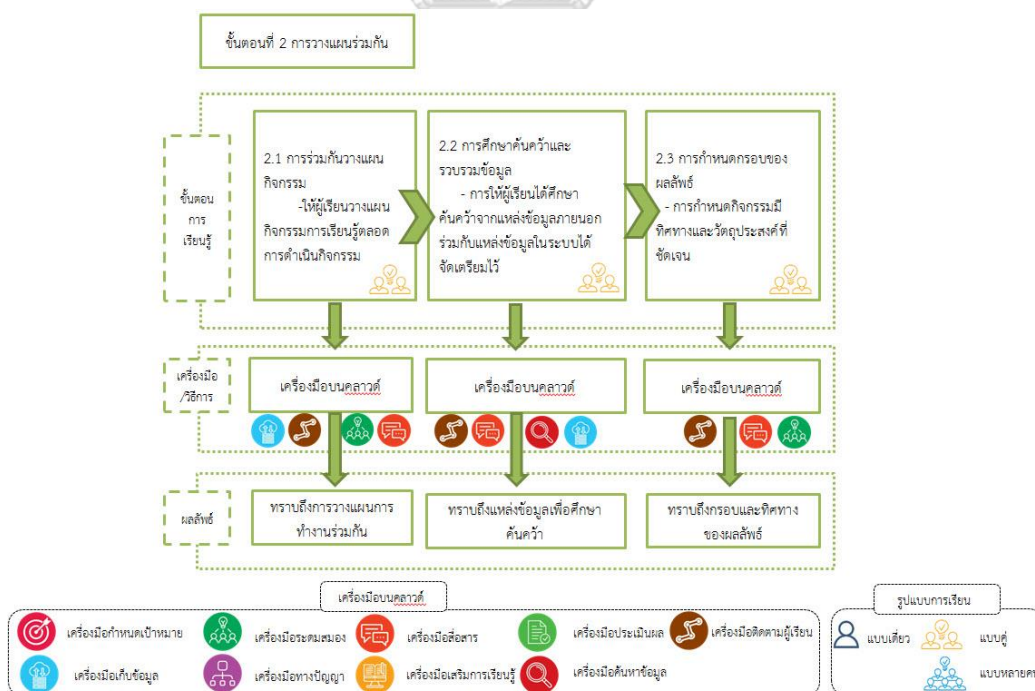 ขั้นตอนที่ 2 การวางแผนร่วมกัน
ขั้นตอน
การ
เรียนรู้
2.1 การร่วมกันวางแผน
กิจกรรม
-ให้ผู้เรียนวางแผน
กิจกรรมการเรียนรู้ตลอด
การดำเนินกิจกรรม
2.2 การศึกษาค้นคว้าและ
รวบรวมข้อมูล
- การให้ผู้เรียนได้ศึกษา
ค้นคว้าจากแหล่งข้อมูลภายนอก
ร่วมกับแหล่งข้อมูลในระบบได้
จัดเตรียมไว้
2.3 การกำหนดกรอบของ
ผลลัพธ์
- การกำหนดกิจกรรมมี
ทิศทางและวัตถุประสงค์ที่
ชัดเจน
เครื่องมือ
/วิธีการ
เครื่องมือบนคลาวด์
เครื่องมือบนคลาวด์
เครื่องมือบนคลาวด์
ผลลัพธ์
ทราบถึงการวางแผนการ
ทำงานร่วมกัน
ทราบถึงแหล่งข้อมูลเพื่อศึกษา
ค้นคว้า
ทราบถึงกรอบและทิศทาง
ของผลลัพธ์
เครื่องมือบนคลาวด์
เครื่องมือกำหนดเป้าหมาย
เครื่องมือระดมสมอง
เครื่องมือสื่อสาร
เครื่องมือประเมินผล
เครื่องมือติดตามผู้เรียน
เครื่องมือเก็บข้อมูล
เครื่องมือทางปัญญา
เครื่องมือเสริมการเรียนรู้
เครื่องมือค้นหาข้อมูล
รูปแบบการเรียน
แบบเดี่ยว
แบบคู่
แบบหลายคน